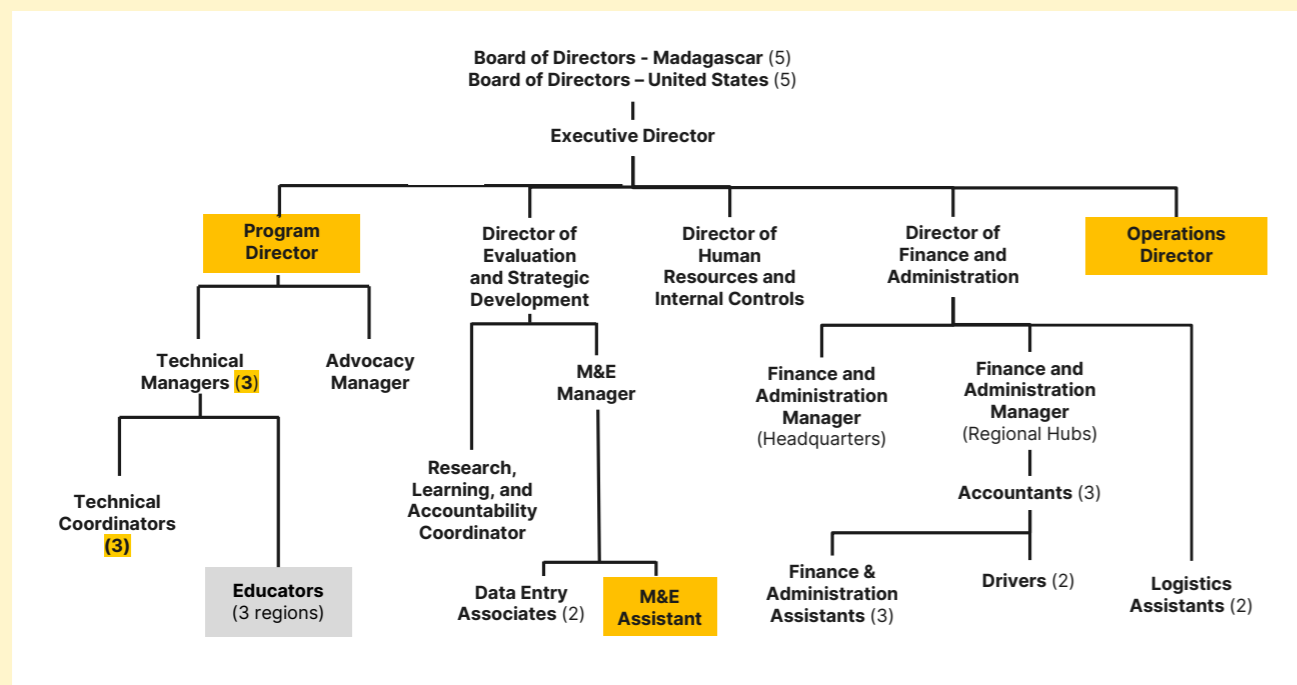 Board of Directors - Madagascar (5)
Board of Directors – United States (5)
Executive Director
Program
Director
Director of
Evaluation
and Strategic
Development
Director of
Human
Resources and
Internal Controls
Director of
Finance and
Administration
Operations
Director
Technical
Managers (3)
Advocacy
Manager
M&E
Manager
Finance and
Administration
Manager
(Headquarters)
Finance and
Administration
Manager
(Regional Hubs)
Research,
Learning, and
Accountability
Coordinator
Accountants (3)
Technical
Coordinators
(3)
Educators
(3 regions)
Data Entry
Associates (2)
M&E
Assistant
Finance &
Administration
Assistants (3)
Drivers (2)
Logistics
Assistants (2)